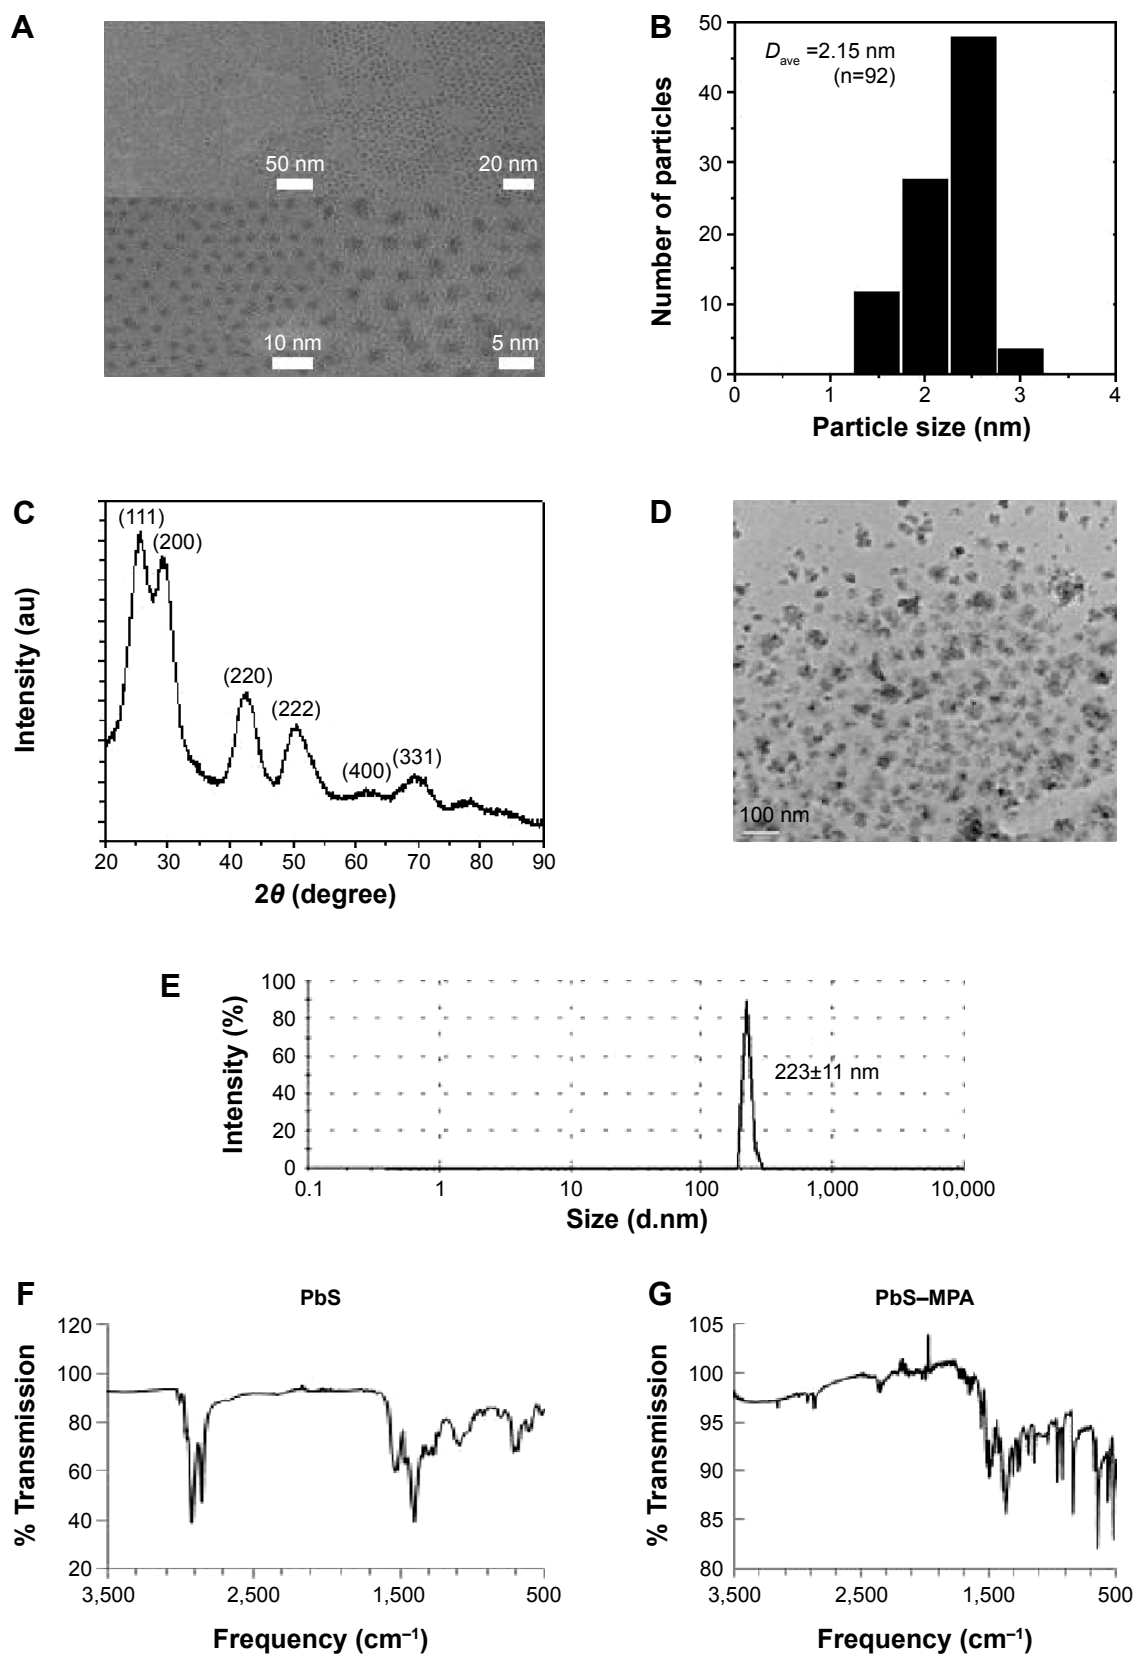 A
50 nm
20 nm
10 nm
5 nm
B
D_ave =2.15 nm
(n=92)
Number of particles
50
40
30
20
10
0
0 1 2 3 4
Particle size (nm)
C
Intensity (au)
(111)
(200)
(220)
(222)
(400)
(331)
20 30 40 50 60 70 80 90
2θ (degree)
D
100 nm
E
Intensity (%)
100
80
60
40
20
0
223±11 nm
0.1 1 10 100 1,000 10,000
Size (d.nm)
F
PbS
% Transmission
120
100
80
60
40
20
3,500 2,500 1,500 500
Frequency (cm⁻¹)
G
PbS–MPA
% Transmission
105
100
95
90
85
80
3,500 2,500 1,500 500
Frequency (cm⁻¹)